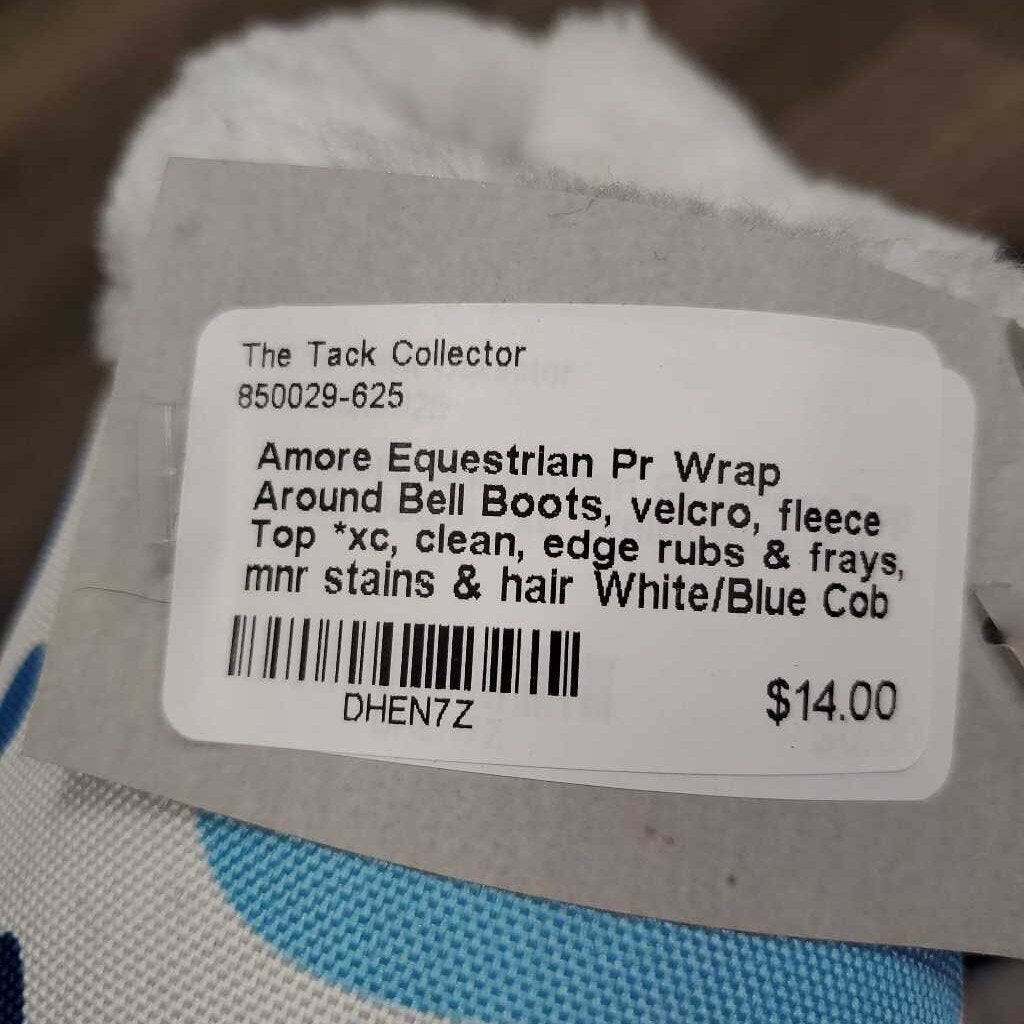 The Tack Collector
850029-625
Amore Equestrian Pr Wrap
Around Bell Boots, velcro, fleece
Top *xc, clean, edge rubs & frays,
mnr stains & hair White/Blue Cob
DHEN7Z
$14.00